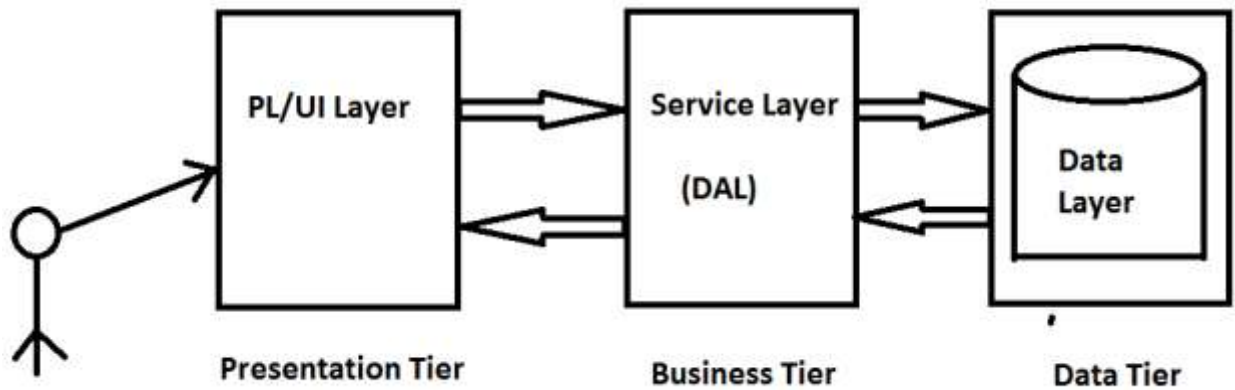 PL/UI Layer
Service Layer
(DAL)
Data
Layer
Presentation Tier
Business Tier
Data Tier